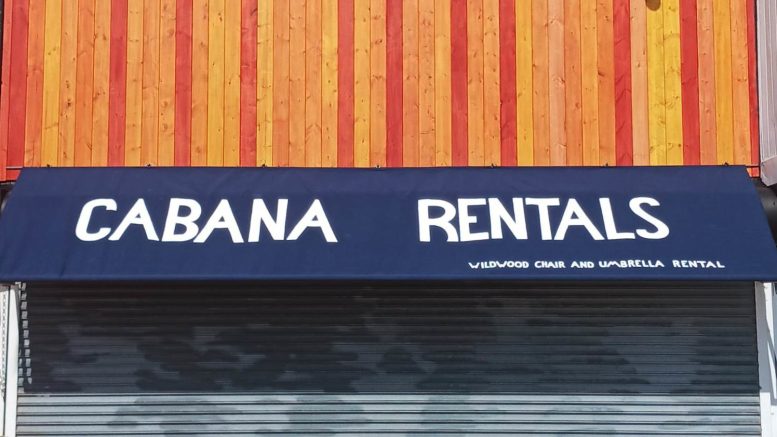 CABANA RENTALS
WILDWOOD CHAIR AND UMBRELLA RENTAL